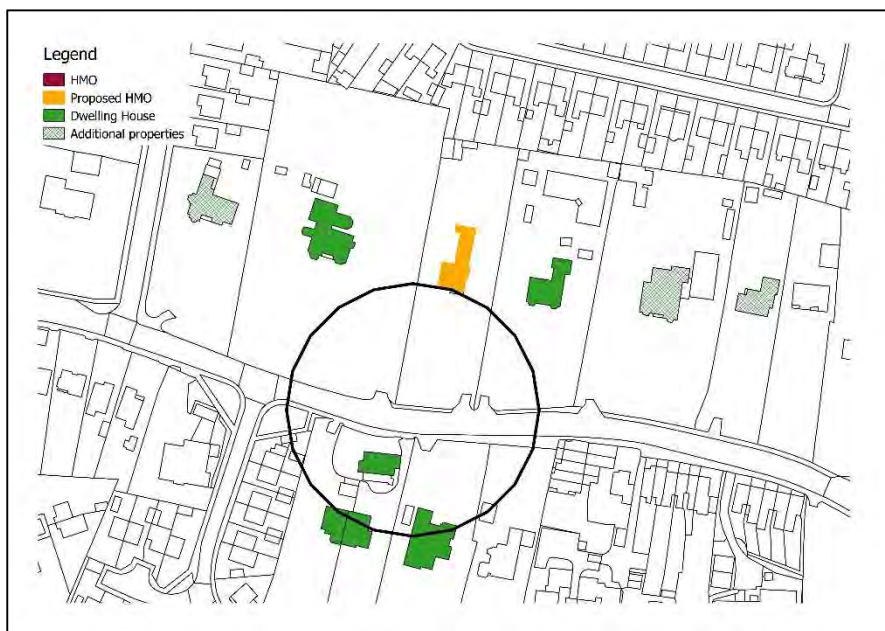 Legend
HMO
Proposed HMO
Dwelling House
Additional properties